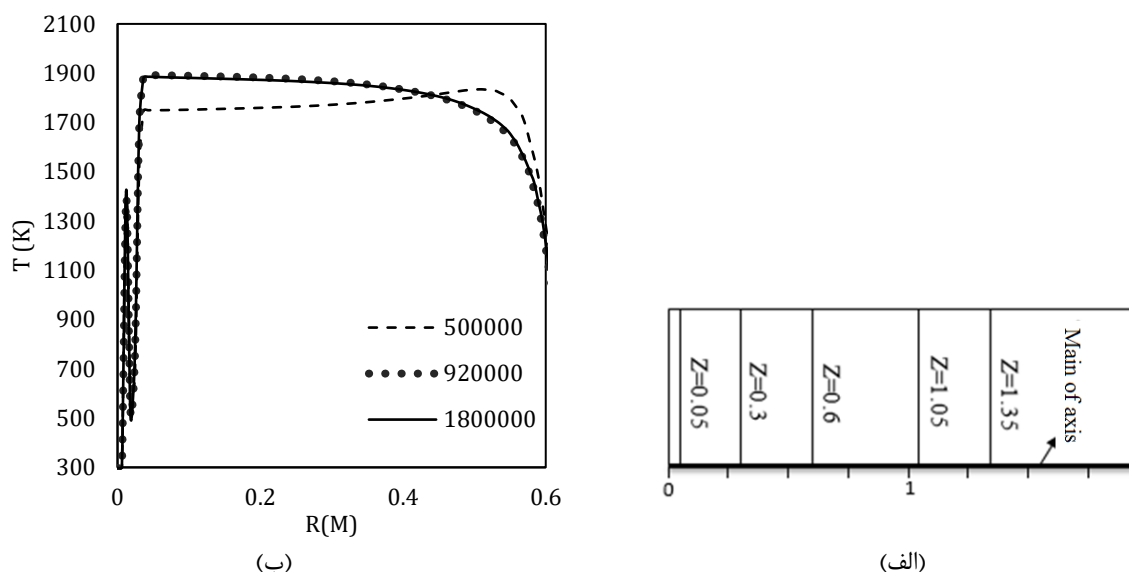 2100
1900
1700
1500
1300
1100
900
700
500
300
T (K)
0
0.2
0.4
0.6
R(M)
500000
920000
1800000
(ب)
Z=0.05
Z=0.3
Z=0.6
Z=1.05
Z=1.35
Main of axis
0
1
(الف)